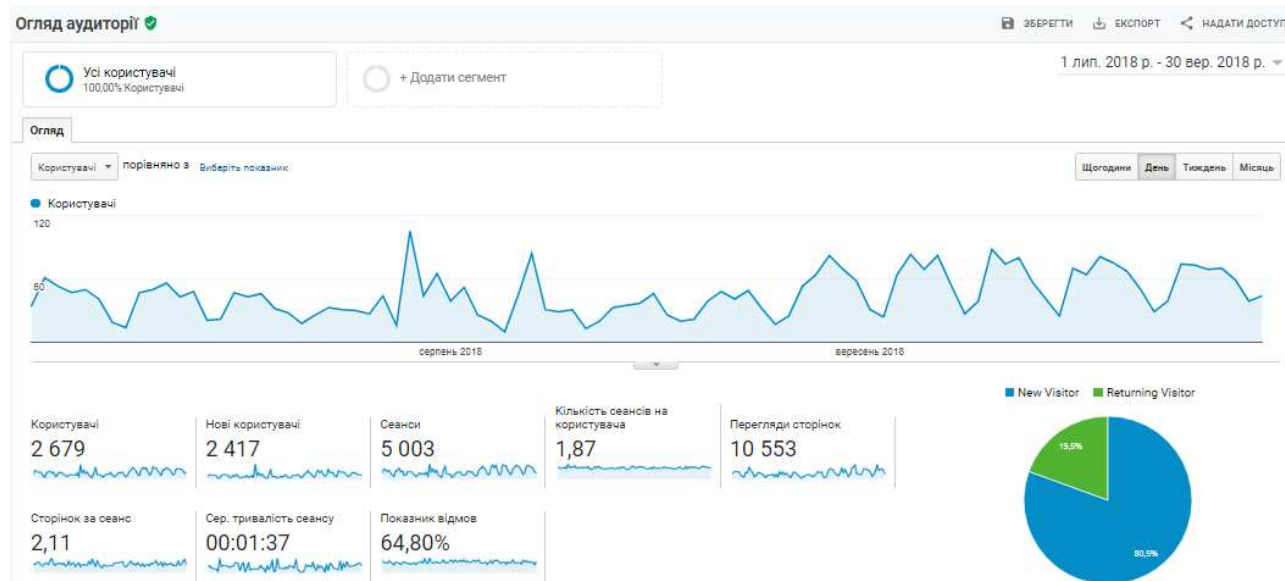 Огляд аудиторії
ЗБЕРЕГТИ ЕКСПОРТ НАДАТИ ДОСТУП
Усі користувачі
100,00% Користувачі
+ Додати сегмент
1 лип. 2018 р. - 30 вер. 2018 р.
Огляд
Користувачі порівняно з Виберіть показник
Щогодини День Тиждень Місяць
Користувачі
120
60
серпень 2018 вересень 2018
New Visitor Returning Visitor
Користувачі
2 679
Нові користувачі
2 417
Сеанси
5 003
Кількість сеансів на
користувача
1,87
Перегляди сторінок
10 553
19,5%
80,5%
Сторінок за сеанс
2,11
Сер. тривалість сеансу
00:01:37
Показник відмов
64,80%